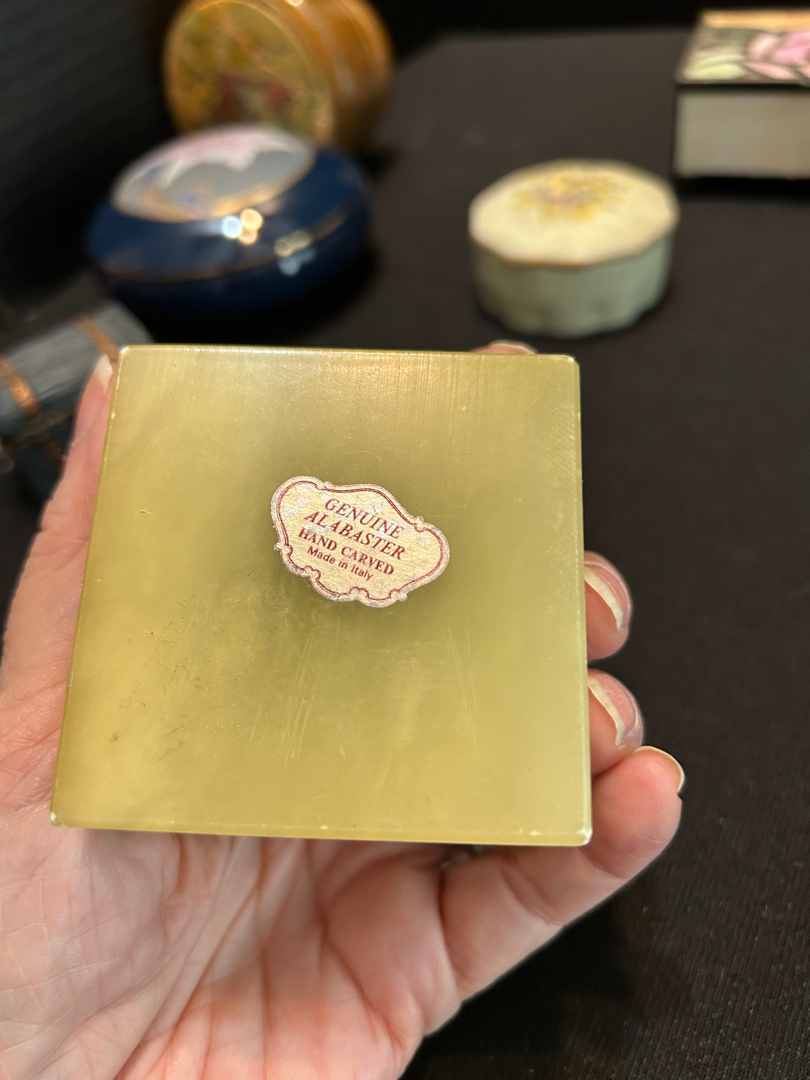 GENUINE
ALABASTER
HAND CARVED
Made in Italy